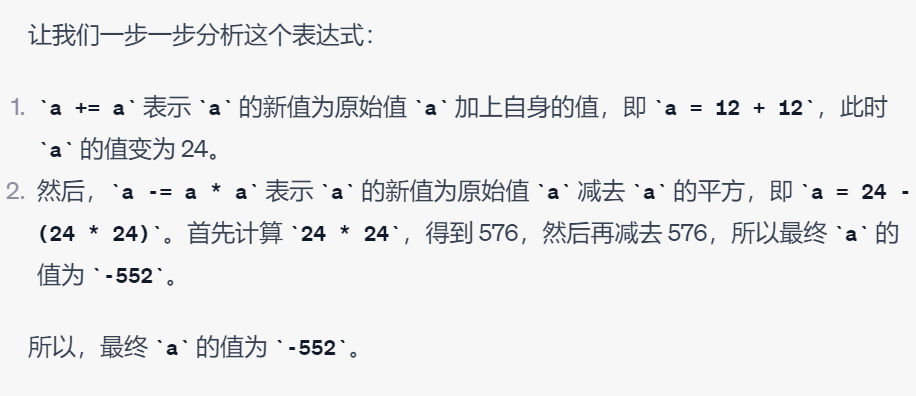 让我们一步一步分析这个表达式：
1. `a += a` 表示 `a` 的新值为原始值 `a` 加上自身的值，即 `a = 12 + 12`，此时
`a` 的值变为 24。
2. 然后，`a -= a * a` 表示 `a` 的新值为原始值 `a` 减去 `a` 的平方，即 `a = 24 -
(24 * 24)`。首先计算 `24 * 24`，得到 576，然后再减去 576，所以最终 `a` 的
值为 `-552`。
所以，最终 `a` 的值为 `-552`。